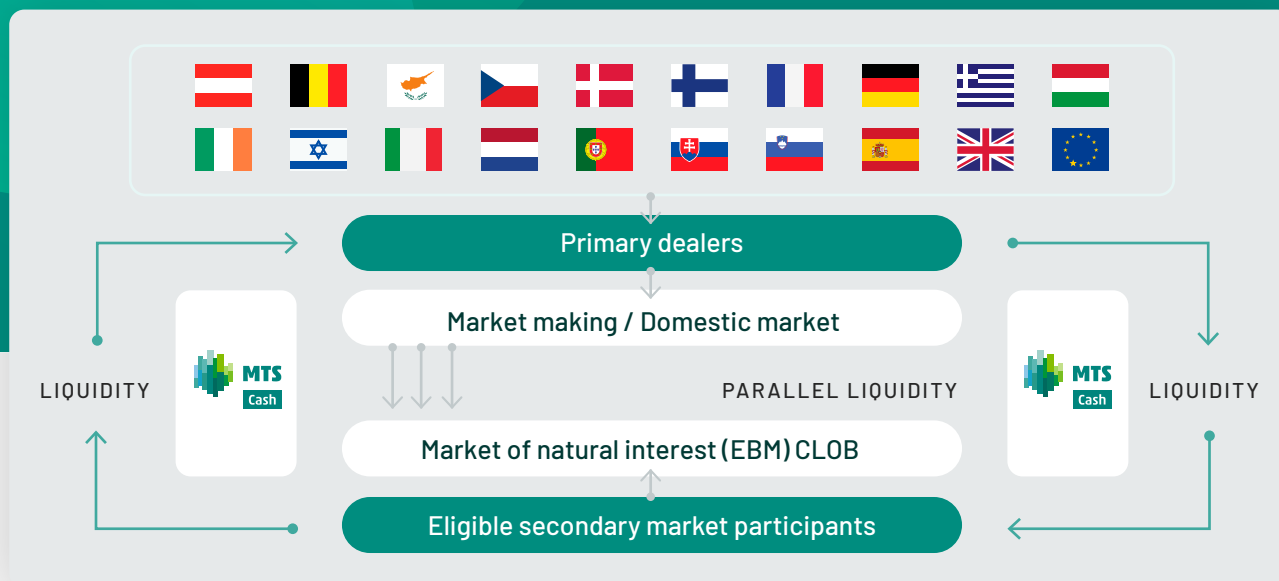 Primary dealers
Market making / Domestic market
MTS
Cash
LIQUIDITY
PARALLEL LIQUIDITY
MTS
Cash
LIQUIDITY
Market of natural interest (EBM) CLOB
Eligible secondary market participants